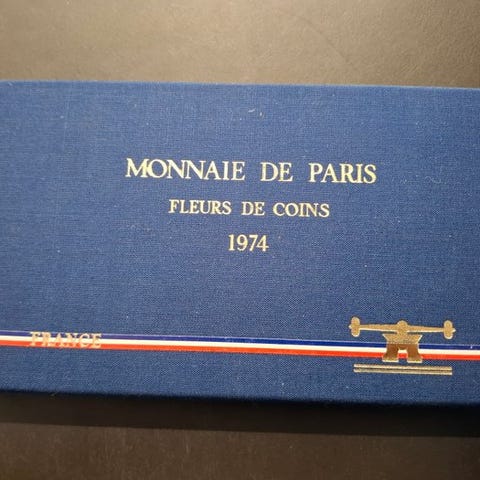 MONNAIE DE PARIS
FLEURS DE COINS
1974
FRANCE